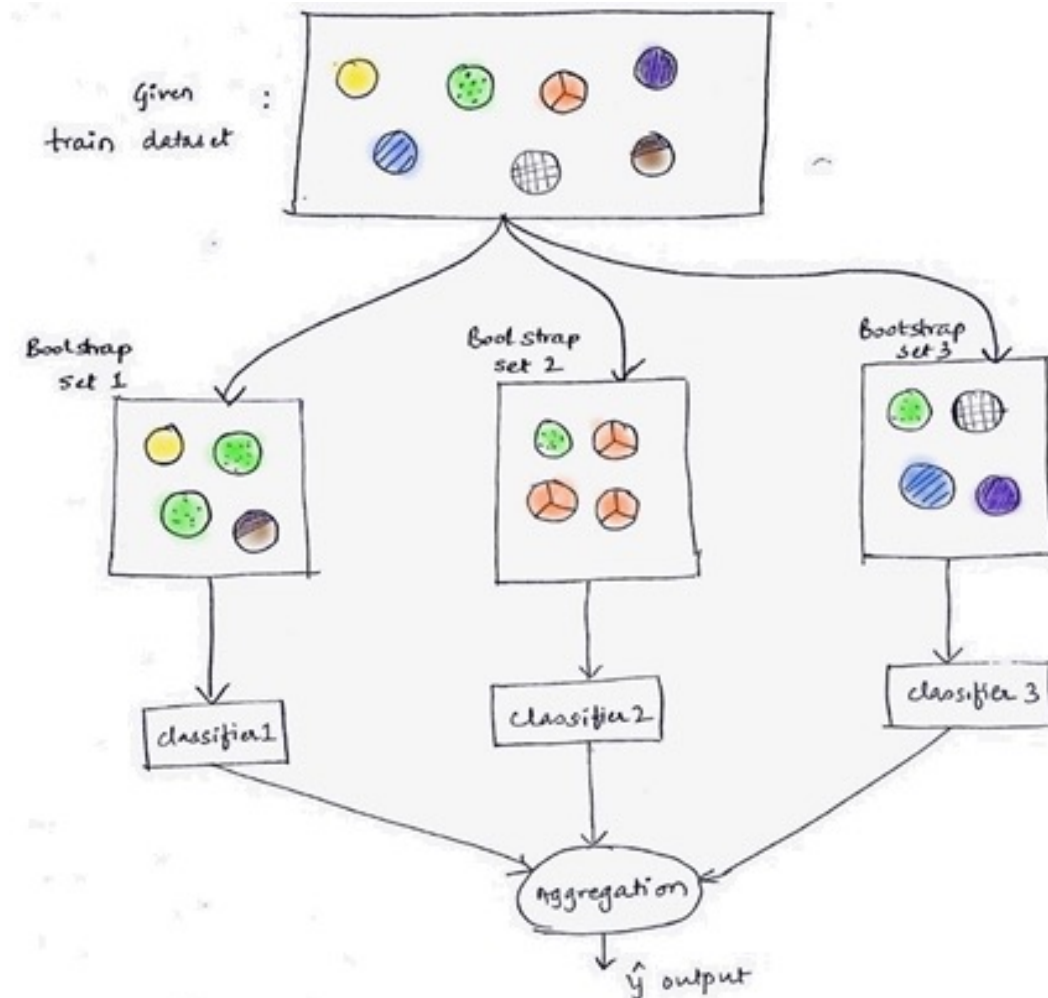 Given :
train dataset
Bootstrap
set 1
Bootstrap
set 2
Bootstrap
set 3
classifier1
classifier2
classifier 3
Aggregation
ŷ output